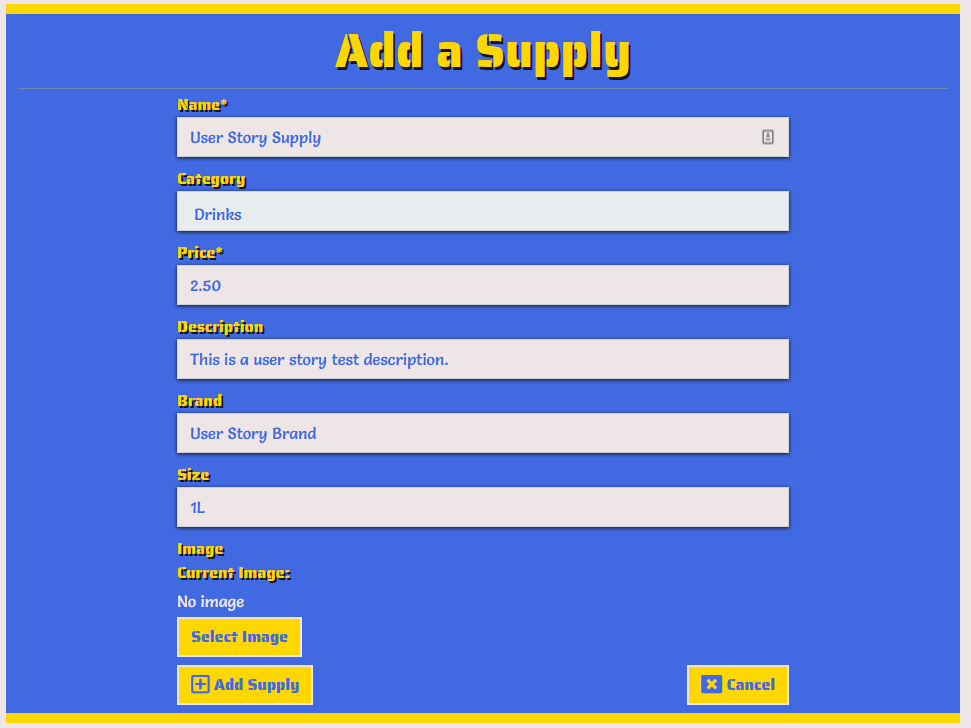 Add a Supply
Name*
User Story Supply
Category
Drinks
Price*
2.50
Description
This is a user story test description.
Brand
User Story Brand
Size
1L
Image
Current Image:
No image
Select Image
Add Supply Cancel